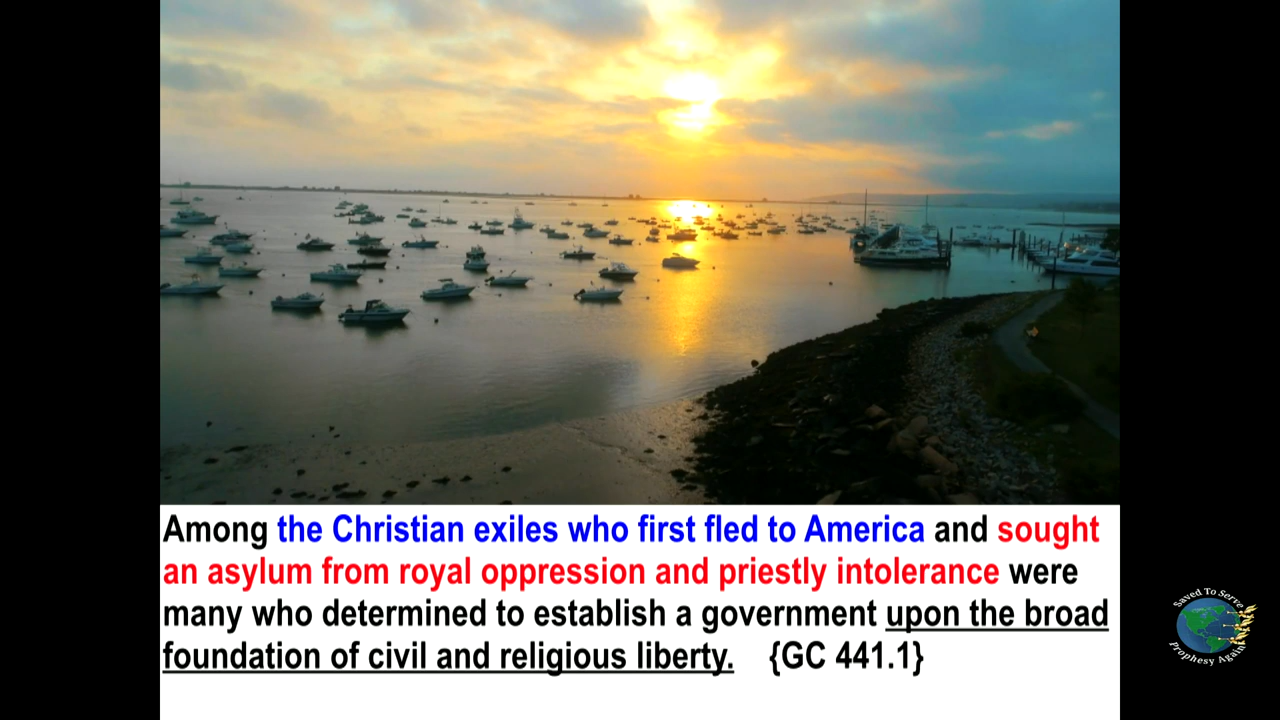 Among the Christian exiles who first fled to America and sought
an asylum from royal oppression and priestly intolerance were
many who determined to establish a government upon the broad
foundation of civil and religious liberty. {GC 441.1}
Saved To Serve
Prophesy Again